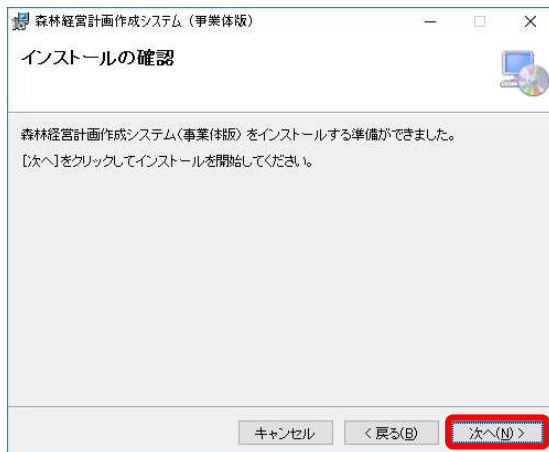 森林経営計画作成システム（事業体版）
インストールの確認
森林経営計画作成システム（事業体版） をインストールする準備ができました。
[次へ]をクリックしてインストールを開始してください。
キャンセル
< 戻る(B)
次へ(N) >